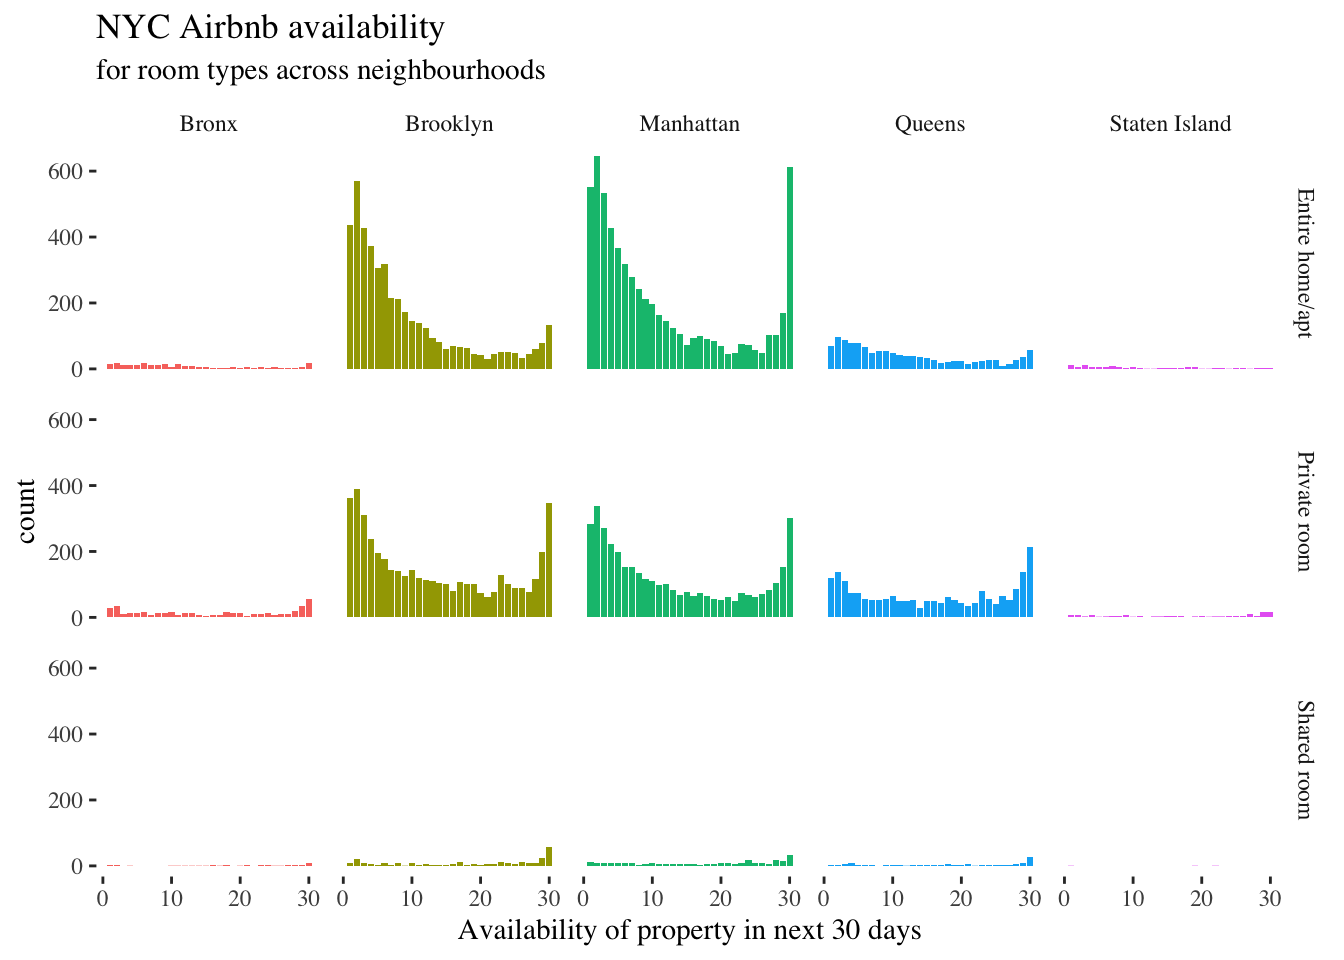 NYC Airbnb availability
for room types across neighbourhoods
Bronx Brooklyn Manhattan Queens Staten Island
600
400
200
0
Entire home/apt
600
400
200
0
Private room
count
600
400
200
0
Shared room
0 10 20 30 0 10 20 30 0 10 20 30 0 10 20 30 0 10 20 30
Availability of property in next 30 days